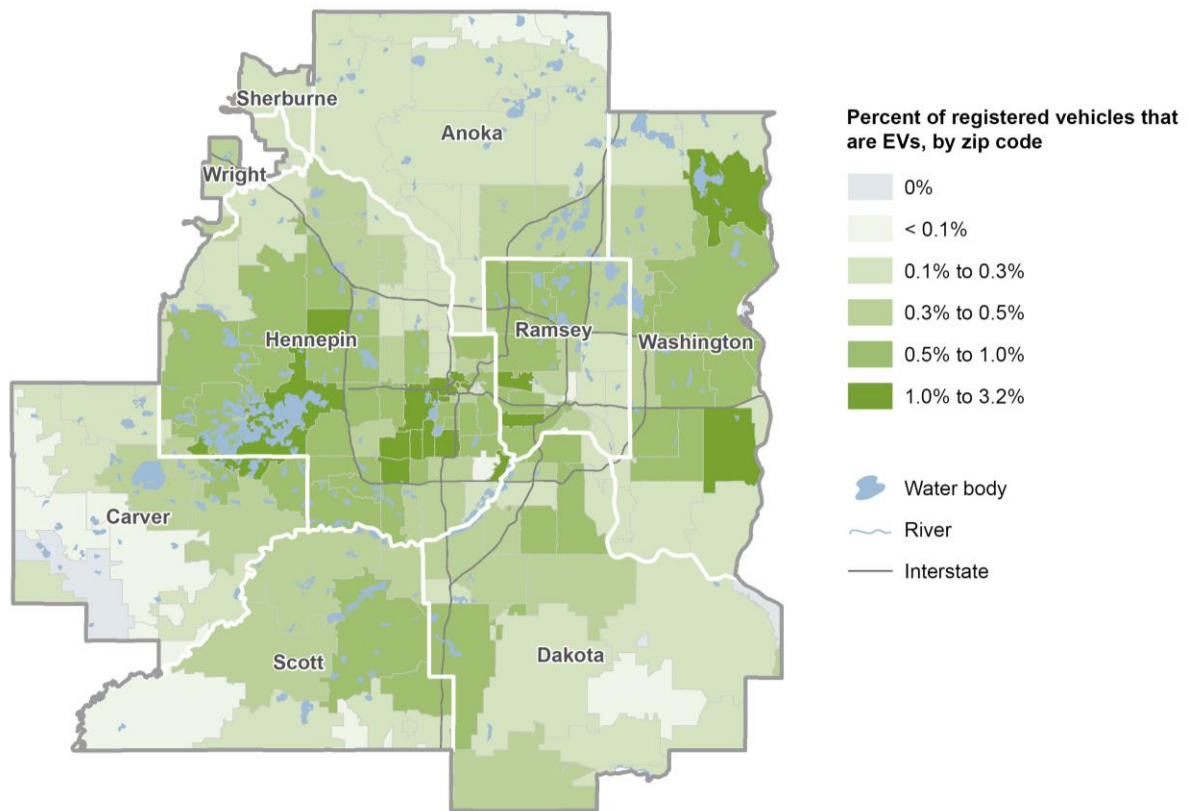 Sherburne
Anoka
Wright
Hennepin
Ramsey
Washington
Carver
Scott
Dakota
Percent of registered vehicles that
are EVs, by zip code
0%
< 0.1%
0.1% to 0.3%
0.3% to 0.5%
0.5% to 1.0%
1.0% to 3.2%
Water body
River
Interstate